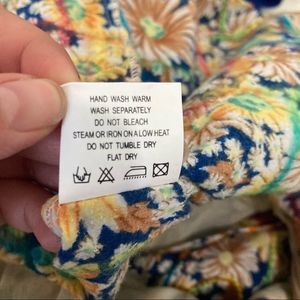 HAND WASH WARM
WASH SEPARATELY
DO NOT BLEACH
STEAM OR IRON ON A LOW HEAT
DO NOT TUMBLE DRY
FLAT DRY